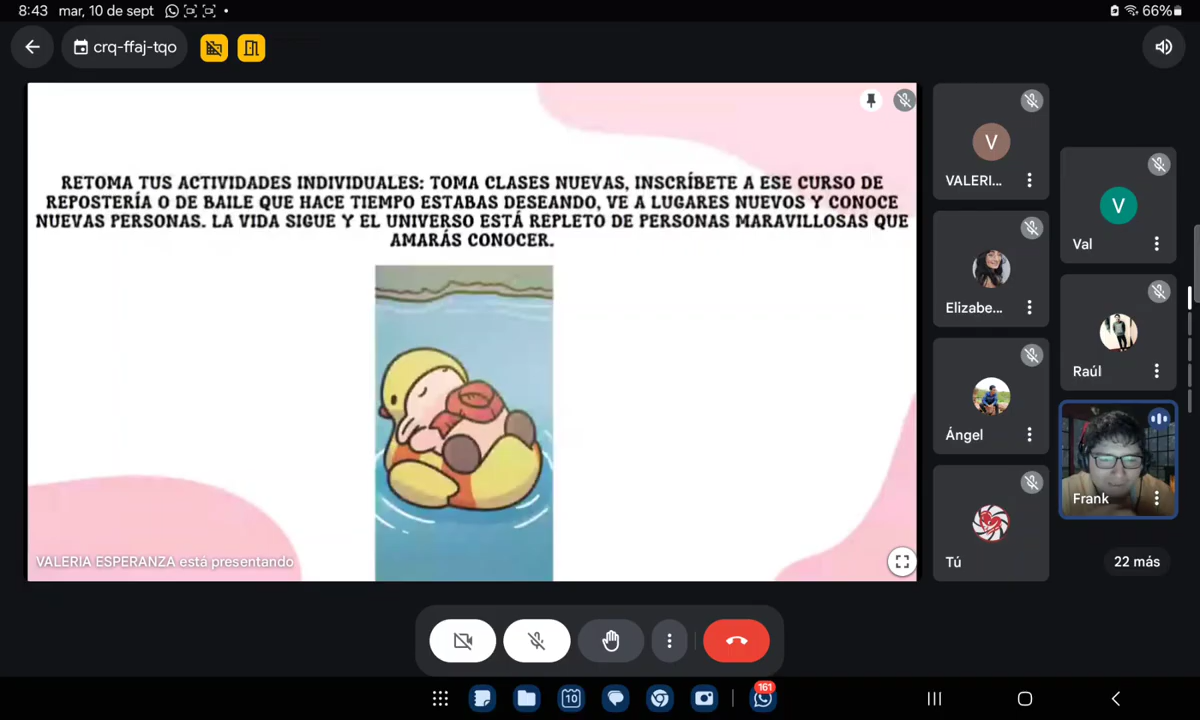 8:43 mar, 10 de sept
66%
crq-ffaj-tqo
RETOMA TUS ACTIVIDADES INDIVIDUALES: TOMA CLASES NUEVAS, INSCRÍBETE A ESE CURSO DE
REPOSTERÍA O DE BAILE QUE HACE TIEMPO ESTABAS DESEANDO, VE A LUGARES NUEVOS Y CONOCE
NUEVAS PERSONAS. LA VIDA SIGUE Y EL UNIVERSO ESTÁ REPLETO DE PERSONAS MARAVILLOSAS QUE
AMARÁS CONOCER.
VALERIA ESPERANZA está presentando
V
VALERI...
V
Val
Elizabe...
Raúl
Ángel
Frank
Tú
22 más
10
161